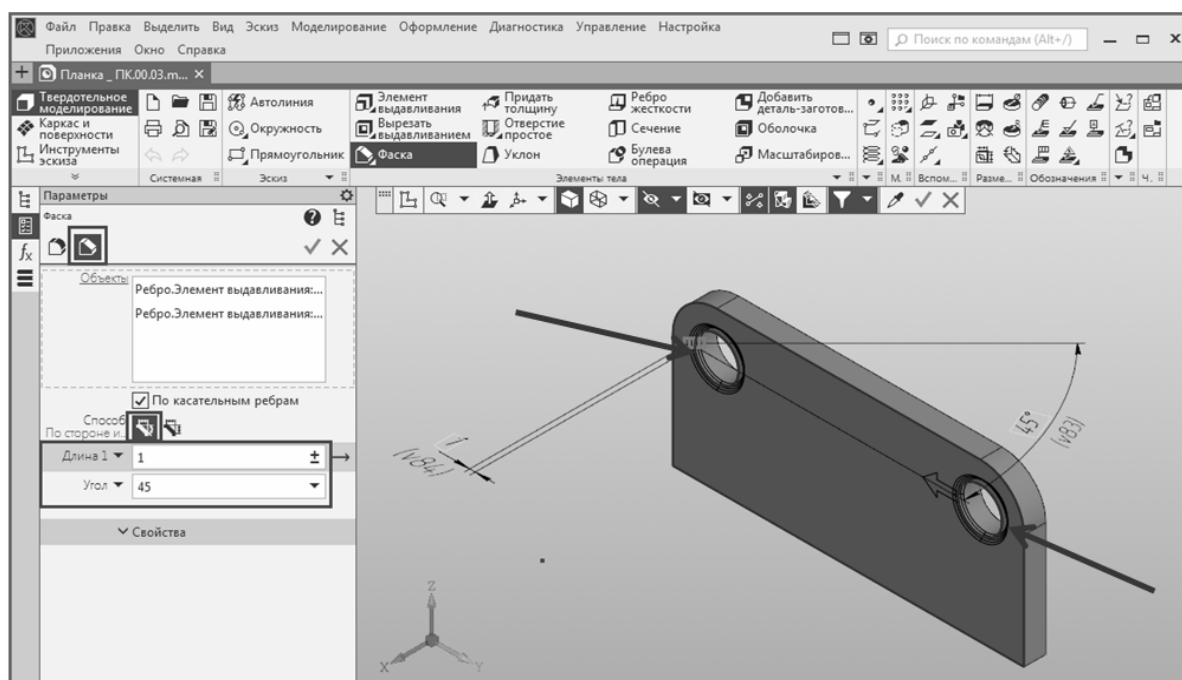 Файл Правка Выделить Вид Эскиз Моделирование Оформление Диагностика Управление Настройка
Приложения Окно Справка
Поиск по командам (Alt+/)
Планка _ ПК.00.03.m...
Твердотельное моделирование
Каркас и поверхности
Инструменты эскиза
Системная
Автолиния
Окружность
Прямоугольник
Эскиз
Элемент выдавливания
Вырезать выдавливанием
Фаска
Придать толщину
Отверстие простое
Уклон
Ребро жесткости
Сечение
Булева операция
Добавить деталь-заготов...
Оболочка
Масштабиров...
Элементы тела
М.
Вспом...
Разме...
Обозначения
Ч.
Параметры
Фаска
Объекты
Ребро.Элемент выдавливания:...
Ребро.Элемент выдавливания:...
По касательным ребрам
Способ
По стороне и...
Длина 1
1
Угол
45
Свойства
1
(v84)
45°
(v83)
Z
X
Y